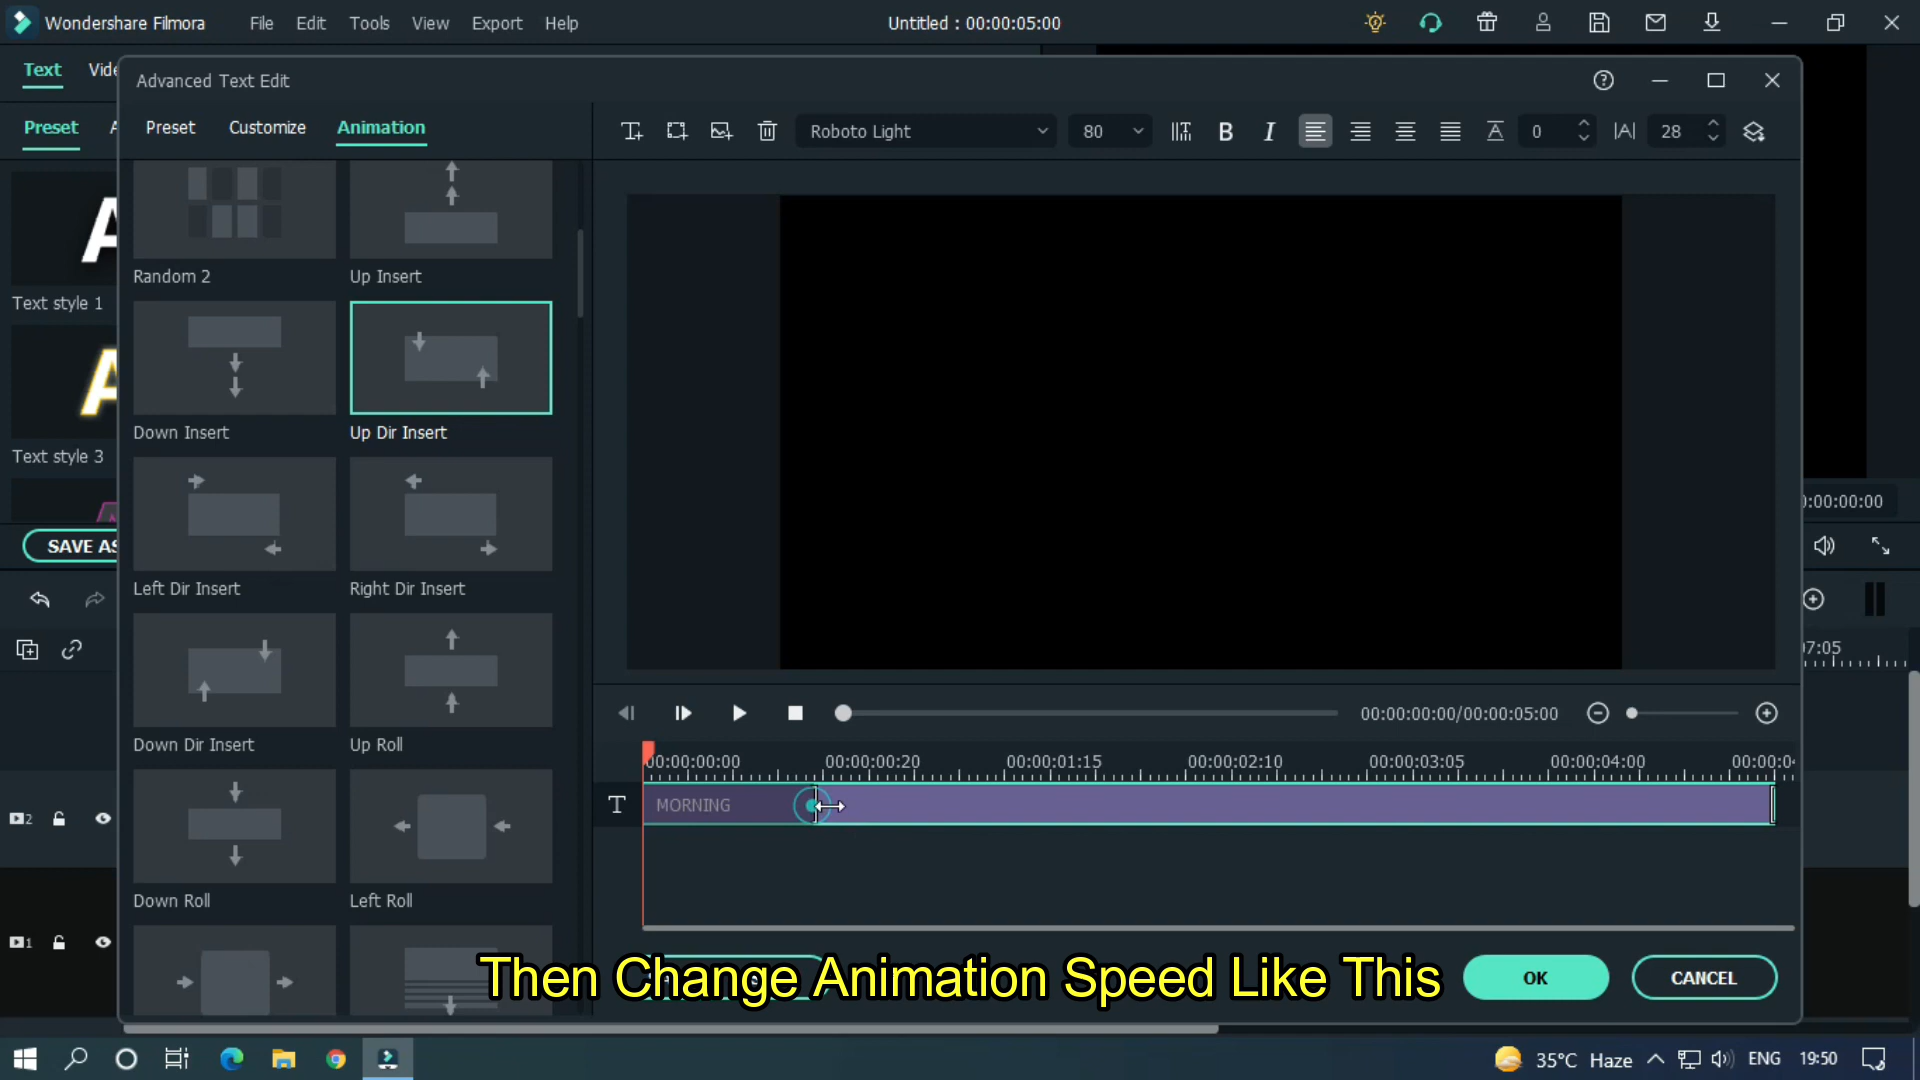 Wondershare Filmora
File Edit Tools View Export Help
Untitled : 00:00:05:00
Text
Advanced Text Edit
Preset
Preset Customize Animation
Roboto Light 80 B I 0 28
Random 2 Up Insert
Text style 1
Down Insert Up Dir Insert
Text style 3
:00:00:00
SAVE AS
Left Dir Insert Right Dir Insert
7:05
00:00:00:00/00:00:05:00
Down Dir Insert Up Roll
00:00:00:00 00:00:00:20 00:00:01:15 00:00:02:10 00:00:03:05 00:00:04:00
T MORNING
2
Down Roll Left Roll
1
Then Change Animation Speed Like This
OK CANCEL
35°C Haze ENG 19:50